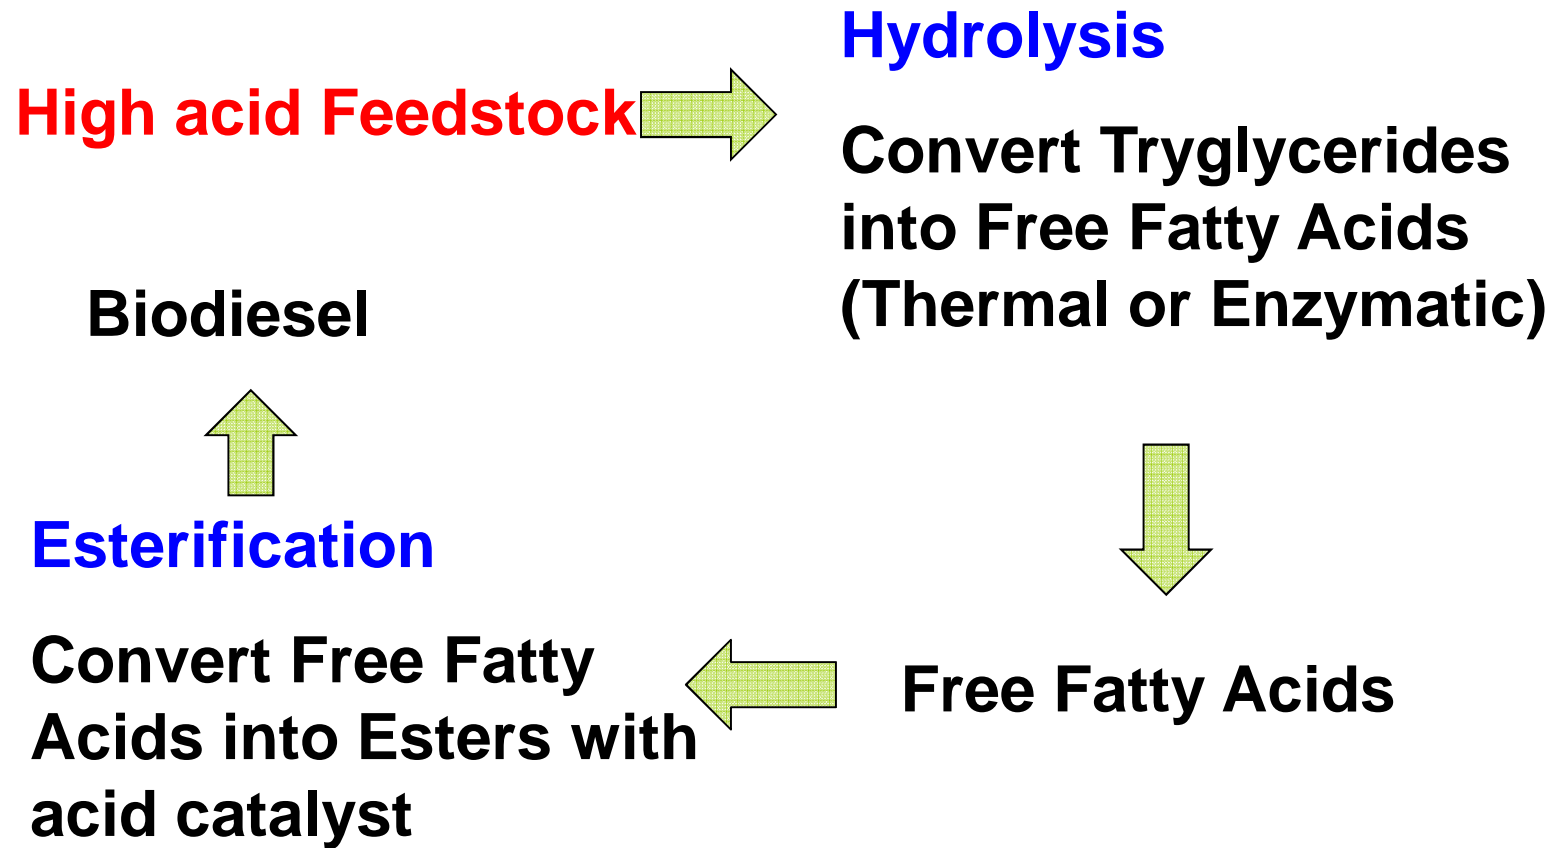 High acid Feedstock
Hydrolysis
Convert Tryglycerides
into Free Fatty Acids
(Thermal or Enzymatic)
Free Fatty Acids
Esterification
Convert Free Fatty
Acids into Esters with
acid catalyst
Biodiesel